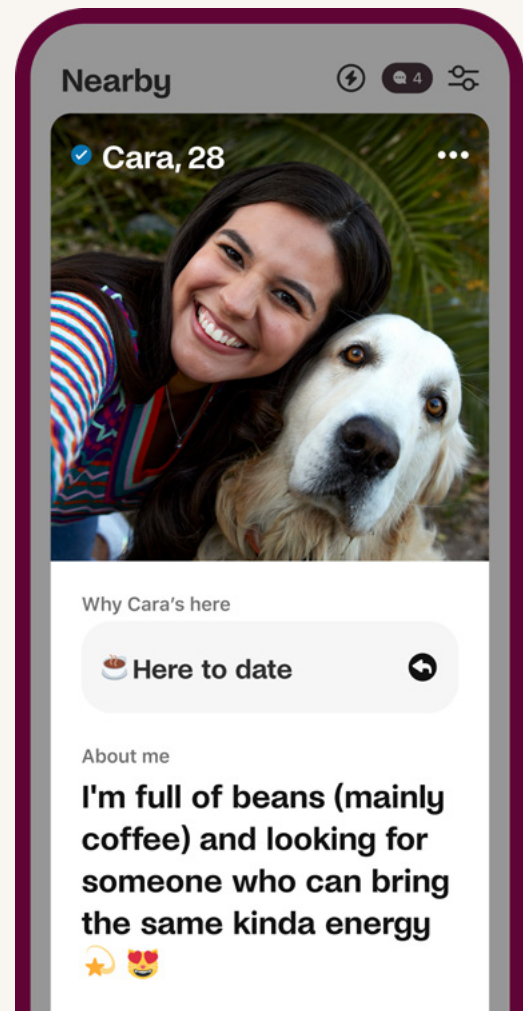 Nearby
4
Cara, 28
Why Cara's here
☕Here to date
About me
I'm full of beans (mainly
coffee) and looking for
someone who can bring
the same kinda energy
💫 😻